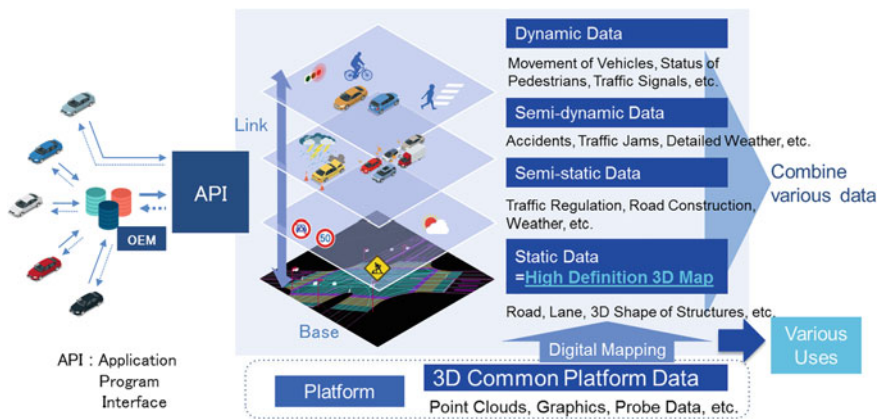 Dynamic Data
Movement of Vehicles, Status of
Pedestrians, Traffic Signals, etc.
Link
Semi-dynamic Data
Accidents, Traffic Jams, Detailed Weather, etc.
API
Semi-static Data
Combine
various data
Traffic Regulation, Road Construction,
Weather, etc.
OEM
50
Static Data
=High Definition 3D Map
Road, Lane, 3D Shape of Structures, etc.
Base
Digital Mapping
Various
Uses
API : Application
Program
Interface
Platform
3D Common Platform Data
Point Clouds, Graphics, Probe Data, etc.